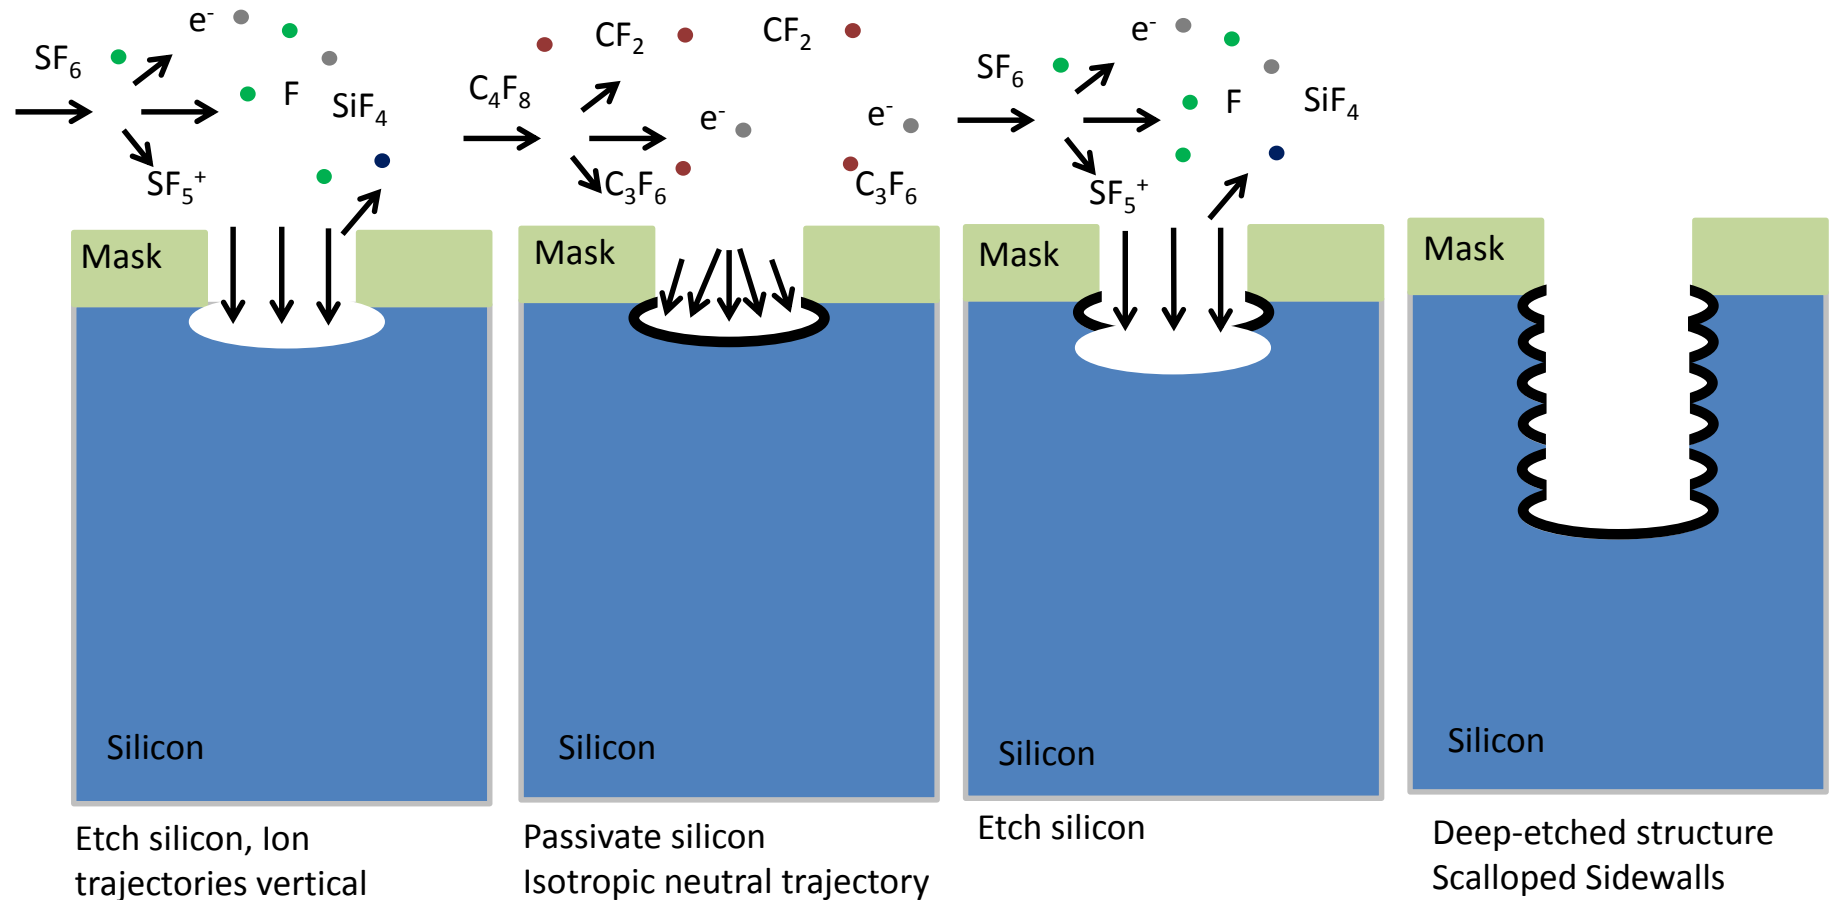 SF₆
e⁻
F
SiF₄
SF₅⁺
Mask
Silicon
Etch silicon, Ion
trajectories vertical
C₄F₈
CF₂
CF₂
e⁻
e⁻
C₃F₆
C₃F₆
Mask
Silicon
Passivate silicon
Isotropic neutral trajectory
SF₆
e⁻
F
SiF₄
SF₅⁺
Mask
Silicon
Etch silicon
Mask
Silicon
Deep-etched structure
Scalloped Sidewalls